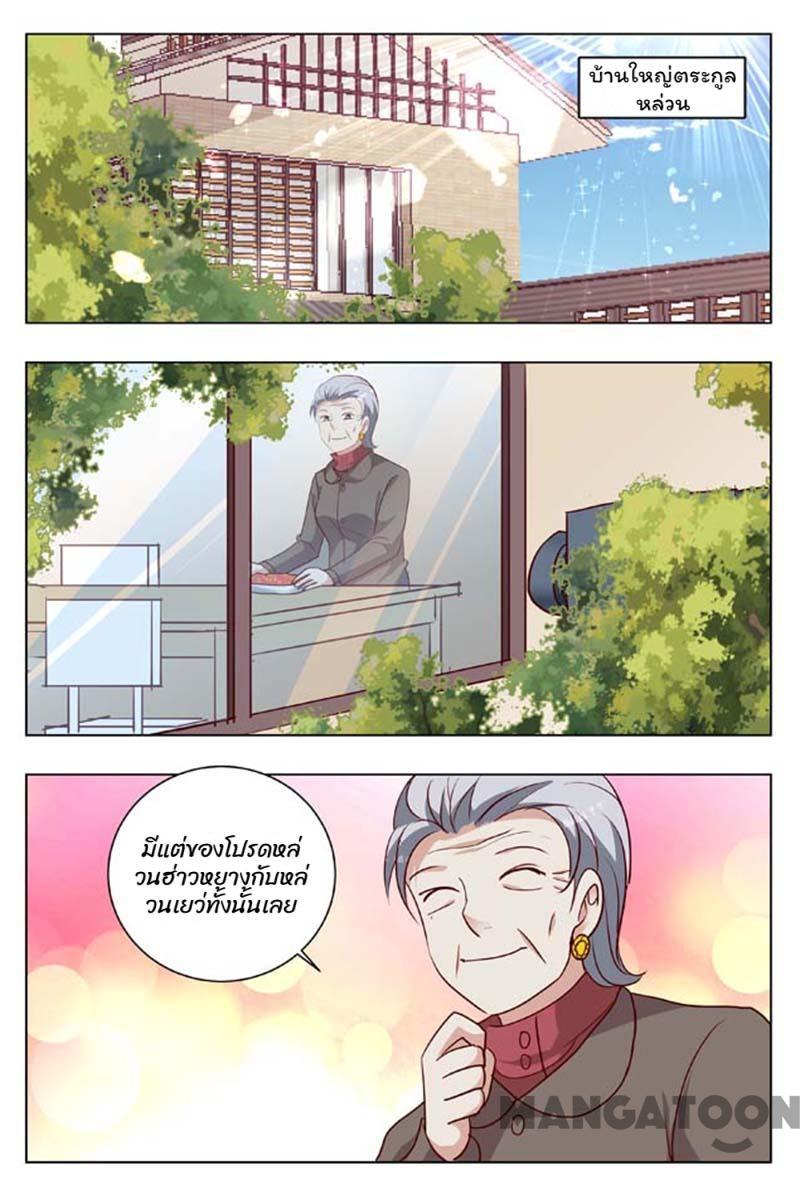 บ้านใหญ่ตระกูล
หล่วน
มีแต่ของโปรดหล่
วนฮ่าวหยางกับหล่
วนเยว่ทั้งนั้นเลย
MANGATOON